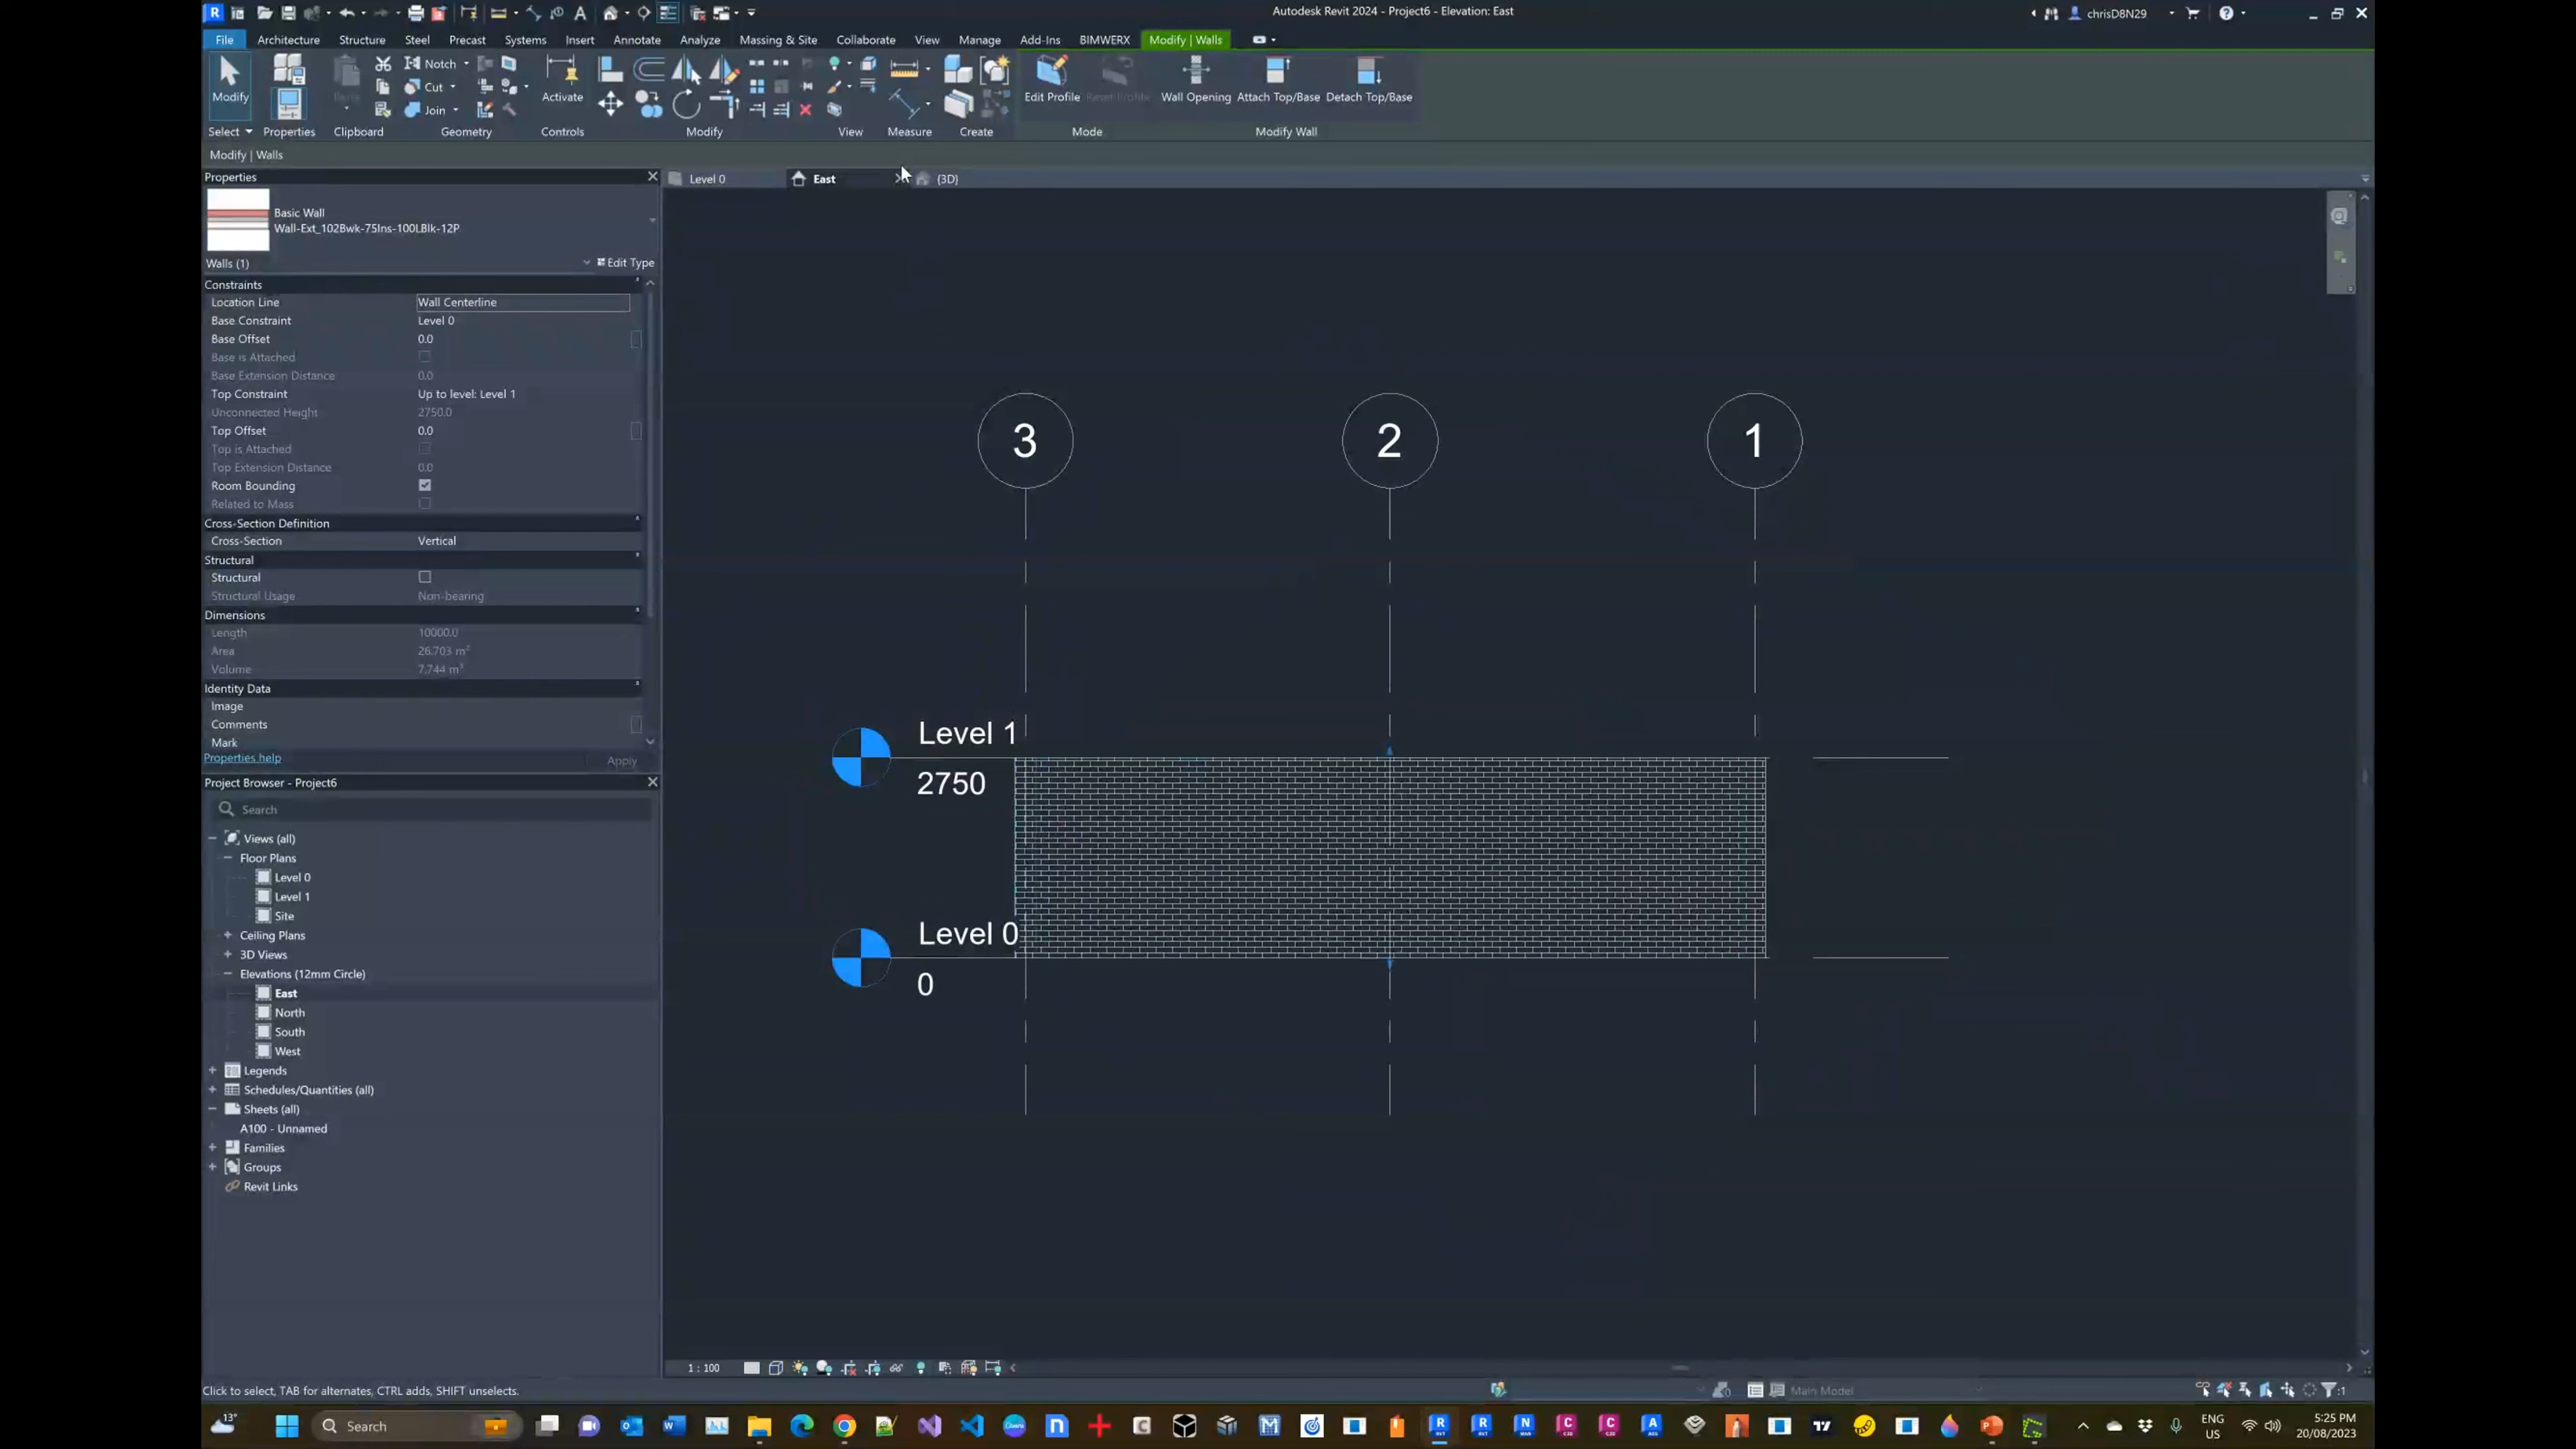 Autodesk Revit 2024 - Project6 - Elevation: East
chrisD8N29
File Architecture Structure Steel Precast Systems Insert Annotate Analyze Massing & Site Collaborate View Manage Add-Ins BIMWERX Modify | Walls
Modify
Notch
Cut
Join
Activate
Edit Profile Reset Profile Wall Opening Attach Top/Base Detach Top/Base
Select Properties Clipboard Geometry Controls Modify View Measure Create Mode Modify Wall
Modify | Walls
Properties
Level 0 East (3D)
Basic Wall
Wall-Ext_102Bwk-75Ins-100LBlk-12P
Walls (1) Edit Type
Constraints
Location Line Wall Centerline
Base Constraint Level 0
Base Offset 0.0
Base is Attached
Base Extension Distance 0.0
Top Constraint Up to level: Level 1
Unconnected Height 2750.0
Top Offset 0.0
Top is Attached
Top Extension Distance 0.0
Room Bounding
Related to Mass
Cross-Section Definition
Cross-Section Vertical
Structural
Structural
Structural Usage Non-bearing
Dimensions
Length 10000.0
Area 26.703 m²
Volume 7.744 m³
Identity Data
Image
Comments
Mark
Properties help Apply
Project Browser - Project6
Search
Views (all)
Floor Plans
Level 0
Level 1
Site
Ceiling Plans
3D Views
Elevations (12mm Circle)
East
North
South
West
Legends
Schedules/Quantities (all)
Sheets (all)
A100 - Unnamed
Families
Groups
Revit Links
3 2 1
Level 1
2750
Level 0
0
1 : 100
Click to select, TAB for alternates, CTRL adds, SHIFT unselects.
:0
Main Model
:1
13°
Search
ENG
US
5:25 PM
20/08/2023